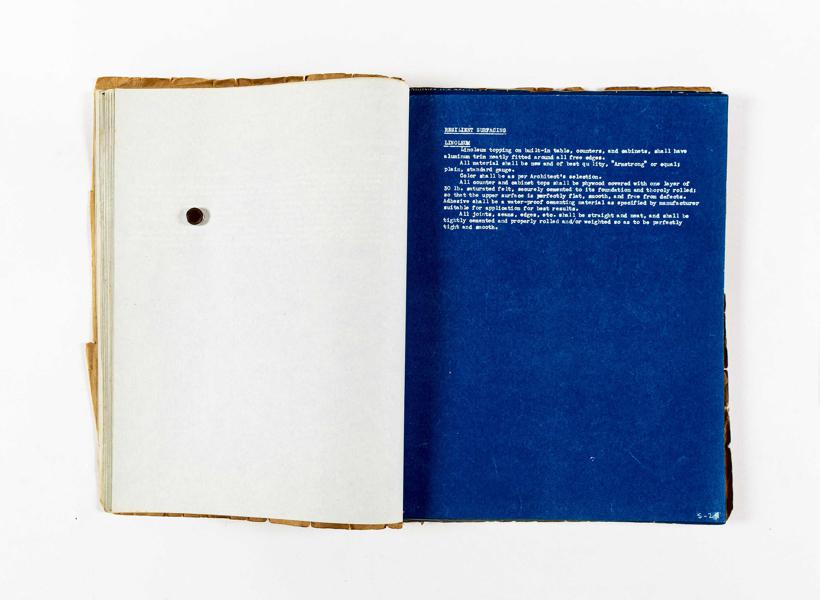 RESILIENT SURFACING
LINOLEUM
Linoleum topping on built-in table, counters, and cabinets, shall have
aluminum trim neatly fitted around all free edges.
All material shall be new and of best qu lity, "Armstrong" or equal;
plain, standard gauge.
Color shall be as per Architect's selection.
All counter and cabinet tops shall be plywood covered with one layer of
30 lb. saturated felt, securely cemented to its foundation and thoroly rolled;
so that the upper surface is perfectly flat, smooth, and free from defects.
Adhesive shall be a water-proof cementing material as specified by manufacturer
suitable for application for best results.
All joints, seams, edges, etc. shall be straight and neat, and shall be
tightly cemented and properly rolled and/or weighted so as to be perfectly
tight and smooth.